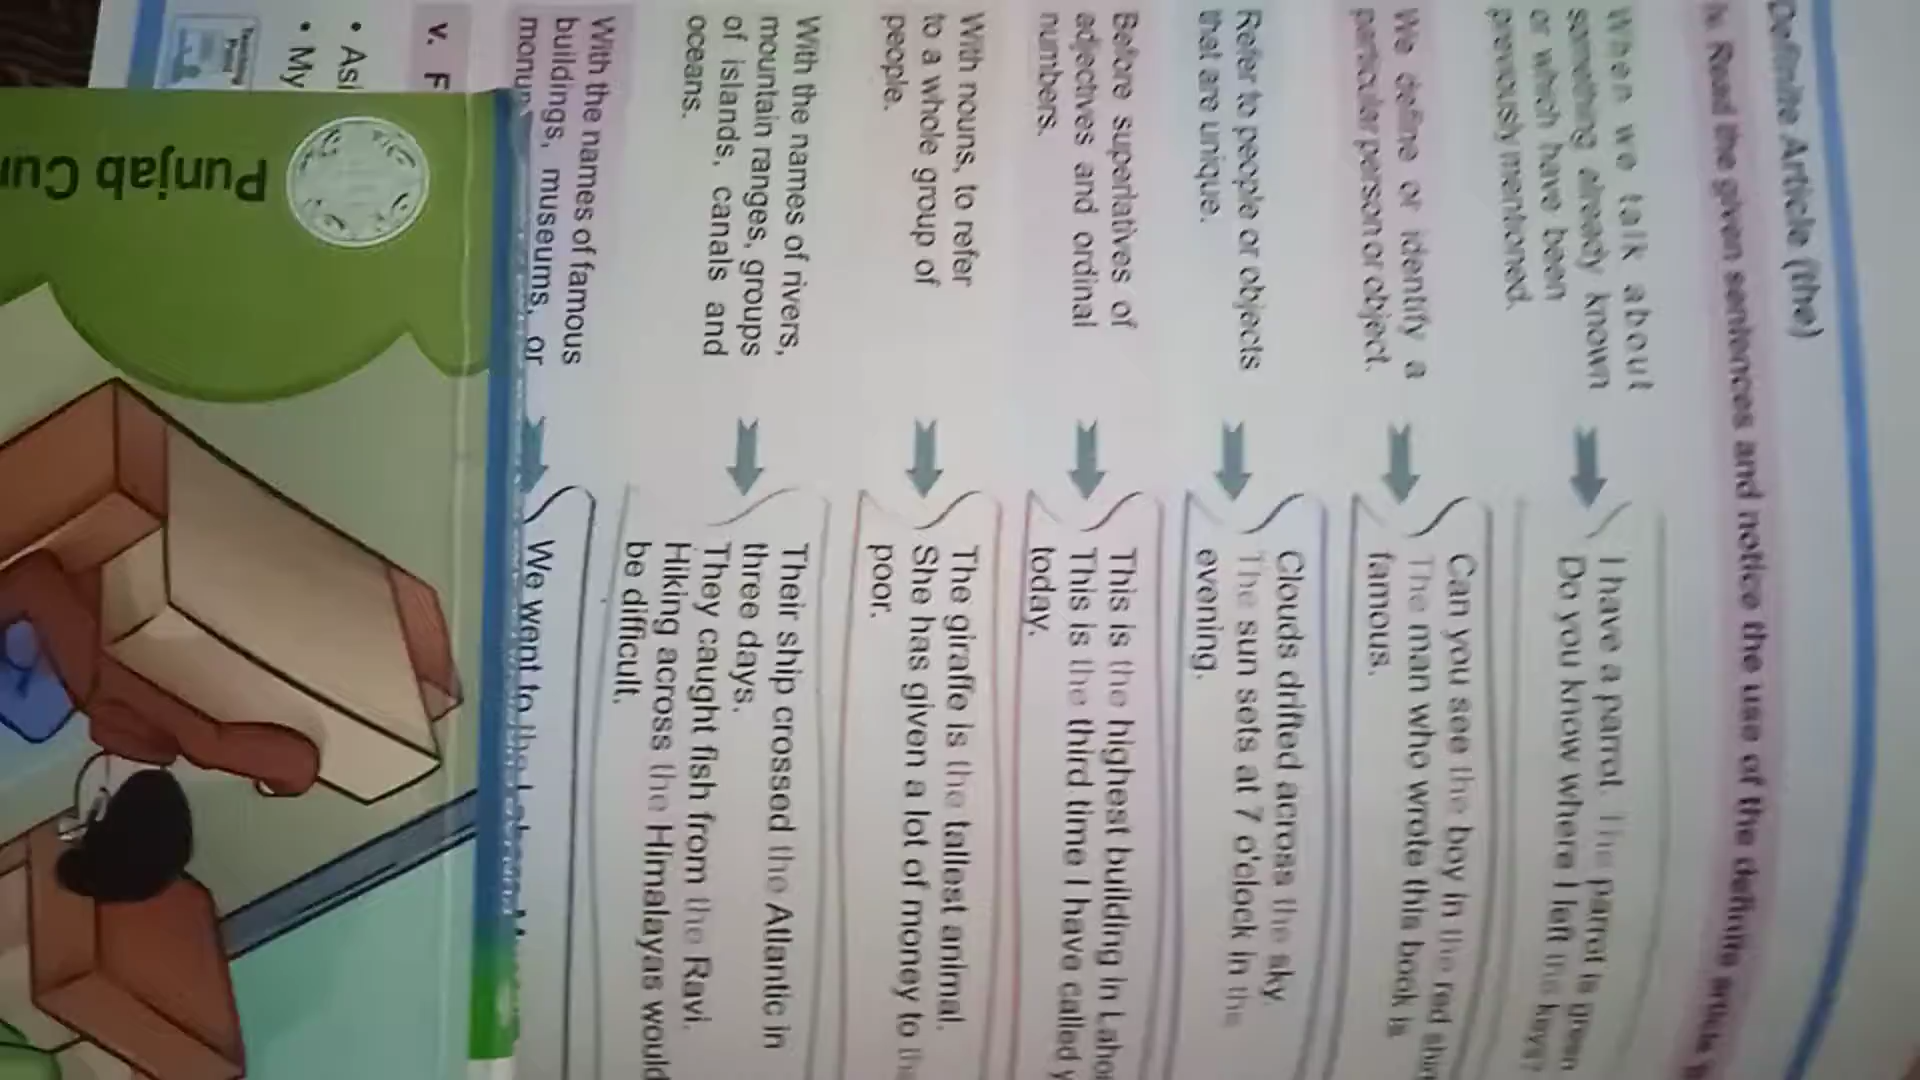 Definite Article (the)
iv. Read the given sentences and notice the use of the definite article
When we talk about
something already known
or which have been
previously mentioned.
I have a parrot. The parrot is green
Do you know where I left the keys?
We define or identify a
particular person or object.
Can you see the boy in the red shir
The man who wrote this book is
famous.
Refer to people or objects
that are unique.
Clouds drifted across the sky
The sun sets at 7 o'clock in the
evening.
Before superlatives of
adjectives and ordinal
numbers.
This is the highest building in Laho
This is the third time I have called y
today.
With nouns, to refer
to a whole group of
people.
The giraffe is the tallest animal.
She has given a lot of money to the
poor.
With the names of rivers,
mountain ranges, groups
of islands, canals and
oceans.
Their ship crossed the Atlantic in
three days.
They caught fish from the Ravi.
Hiking across the Himalayas would
be difficult.
With the names of famous
buildings, museums, or
monum
We went to the
v. F
• Asi
• My
Teaching
Point
Punjab Cur